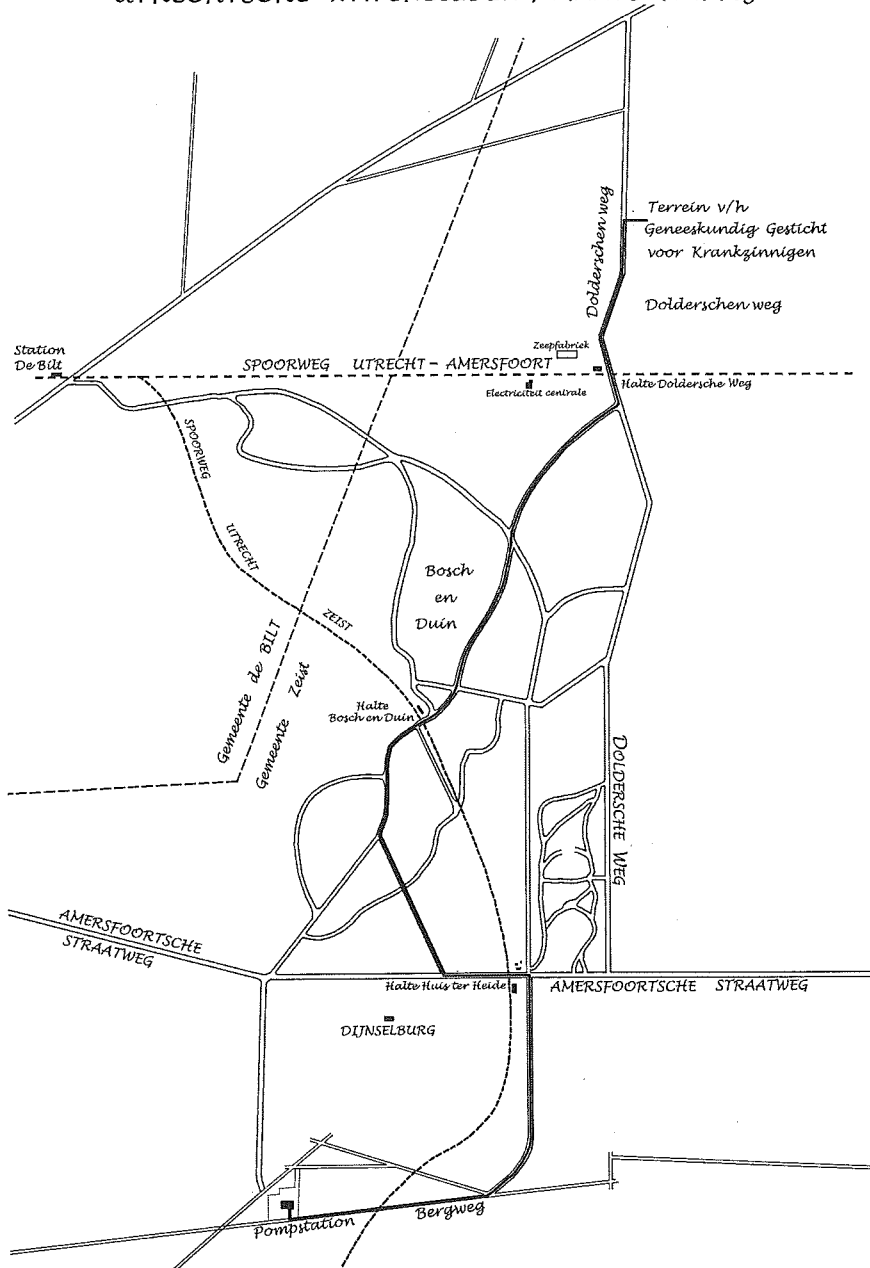 Terrein v/h
Geneeskundig Gesticht
voor Krankzinnigen
Dolderschen weg
Dolderschen weg
Zeepfabriek
Station
De Bilt
SPOORWEG UTRECHT - AMERSFOORT
Halte Doldersche Weg
Electriciteit centrale
SPOORWEG
UTRECHT
ZEIST
Bosch
en
Duin
Gemeente de BILT
Gemeente Zeist
Halte
Bosch en Duin
DOLDERSCHE WEG
AMERSFOORTSCHE
STRAATWEG
Halte Huis ter Heide
AMERSFOORTSCHE STRAATWEG
DIJNSELBURG
Pompstation
Bergweg